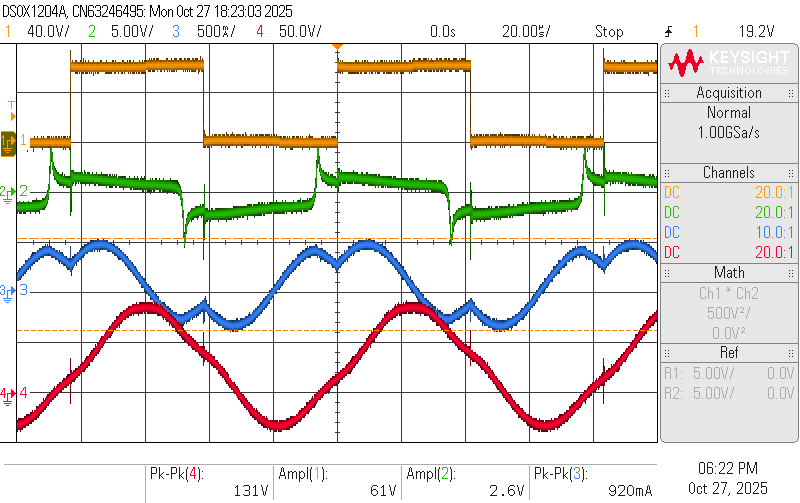 DSOX1204A, CN63246495: Mon Oct 27 18:23:03 2025
1 40.0V/ 2 5.00V/ 3 500%/ 4 50.0V/ 0.0s 20.00s/ Stop 1 19.2V
KEYSIGHT
TECHNOLOGIES
Acquisition
Normal
1.00GSa/s
Channels
DC 20.0:1
DC 20.0:1
DC 10.0:1
DC 20.0:1
Math
Ch1 * Ch2
500V²/
0.0V²
Ref
R1: 5.00V/ 0.0V
R2: 5.00V/ 0.0V
T
1 1
2 2
3 3
4 4
Pk-Pk(4): Ampl(1): Ampl(2): Pk-Pk(3):
131V 61V 2.6V 920mA
06:22 PM
Oct 27, 2025